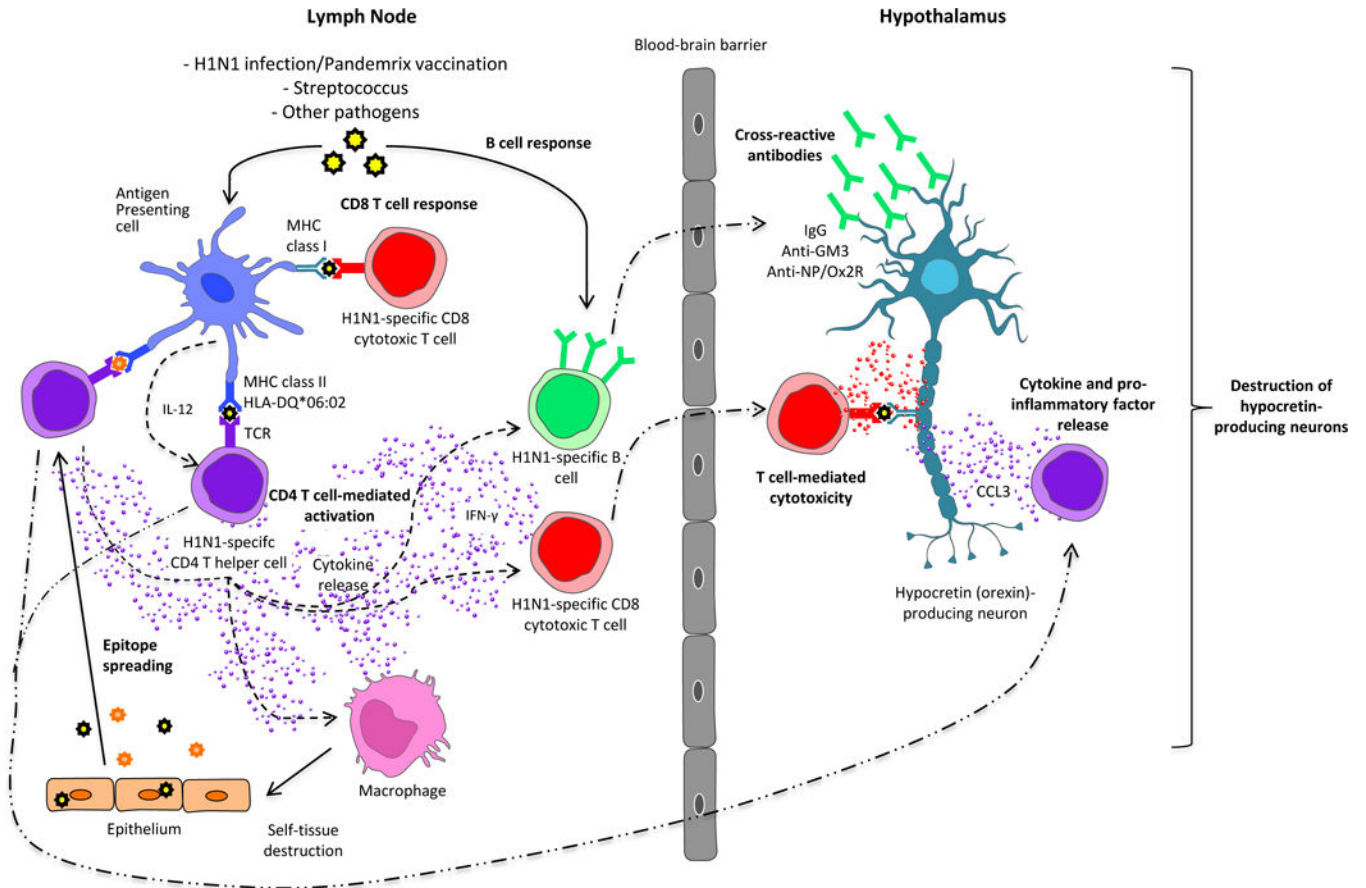 Lymph Node
Hypothalamus
Blood-brain barrier
- H1N1 infection/Pandemrix vaccination
- Streptococcus
- Other pathogens
B cell response
Cross-reactive
antibodies
Antigen
Presenting
cell
CD8 T cell response
MHC
class I
IgG
Anti-GM3
Anti-NP/Ox2R
H1N1-specific CD8
cytotoxic T cell
MHC class II
HLA-DQ*06:02
IL-12
TCR
H1N1-specific B
cell
Cytokine and pro-
inflammatory factor
release
Destruction of
hypocretin-
producing neurons
T cell-mediated
cytotoxicity
CCL3
CD4 T cell-mediated
activation
IFN-γ
H1N1-specifc
CD4 T helper cell
Cytokine
release
H1N1-specific CD8
cytotoxic T cell
Hypocretin (orexin)-
producing neuron
Epitope
spreading
Macrophage
Epithelium
Self-tissue
destruction